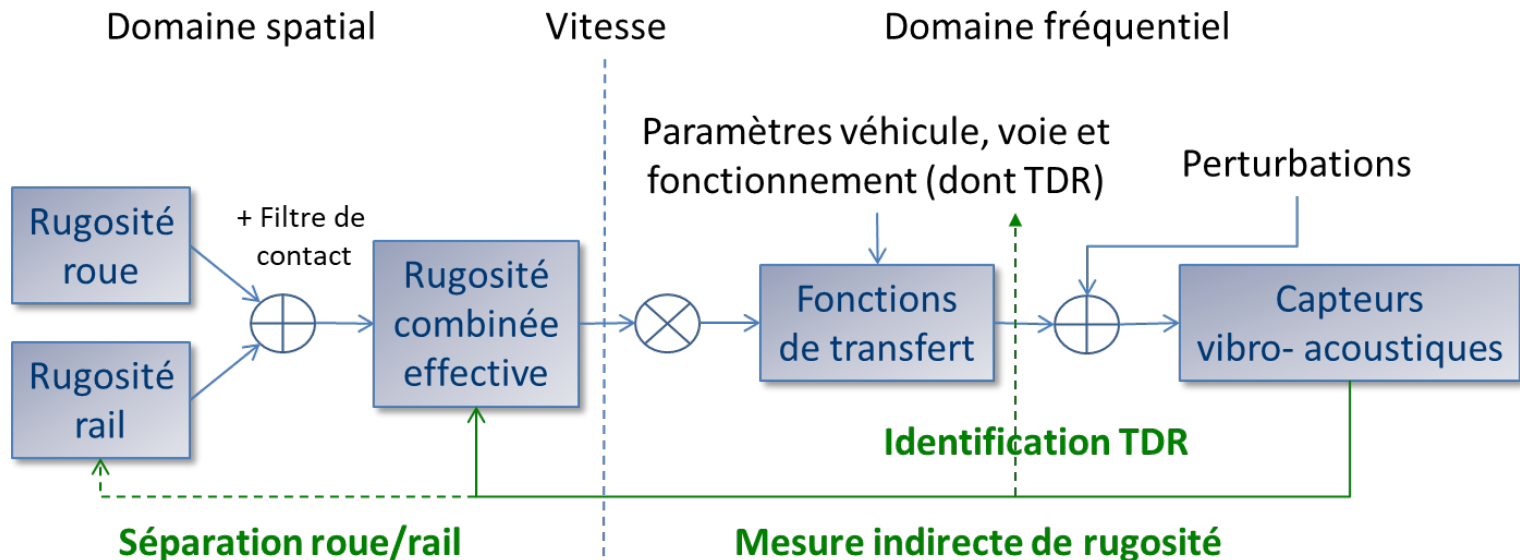 Domaine spatial
Vitesse
Domaine fréquentiel
Paramètres véhicule, voie et
fonctionnement (dont TDR)
Perturbations
Rugosité
roue
+ Filtre de
contact
Rugosité
combinée
effective
Fonctions
de transfert
Capteurs
vibro- acoustiques
Rugosité
rail
Identification TDR
Séparation roue/rail
Mesure indirecte de rugosité